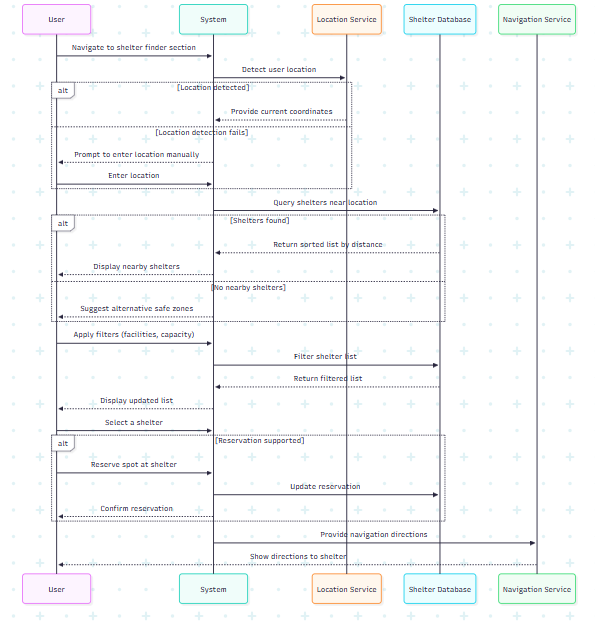 User
System
Location Service
Shelter Database
Navigation Service
Navigate to shelter finder section
Detect user location
alt
[Location detected]
Provide current coordinates
[Location detection fails]
Prompt to enter location manually
Enter location
Query shelters near location
alt
[Shelters found]
Return sorted list by distance
Display nearby shelters
[No nearby shelters]
Suggest alternative safe zones
Apply filters (facilities, capacity)
Filter shelter list
Return filtered list
Display updated list
Select a shelter
alt
[Reservation supported]
Reserve spot at shelter
Update reservation
Confirm reservation
Provide navigation directions
Show directions to shelter
User
System
Location Service
Shelter Database
Navigation Service